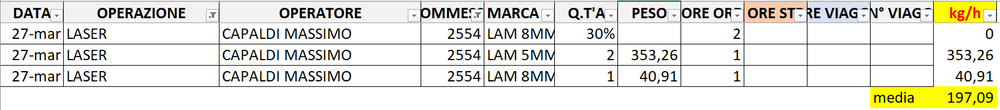 DATA OPERAZIONE OPERATORE OMMESS MARCA Q.T'A PESO ORE OR ORE ST RE VIAG N° VIAG kg/h
27-mar LASER CAPALDI MASSIMO 2554 LAM 8MM 30% 2 0
27-mar LASER CAPALDI MASSIMO 2554 LAM 5MM 2 353,26 1 353,26
27-mar LASER CAPALDI MASSIMO 2554 LAM 8MM 1 40,91 1 40,91
media 197,09